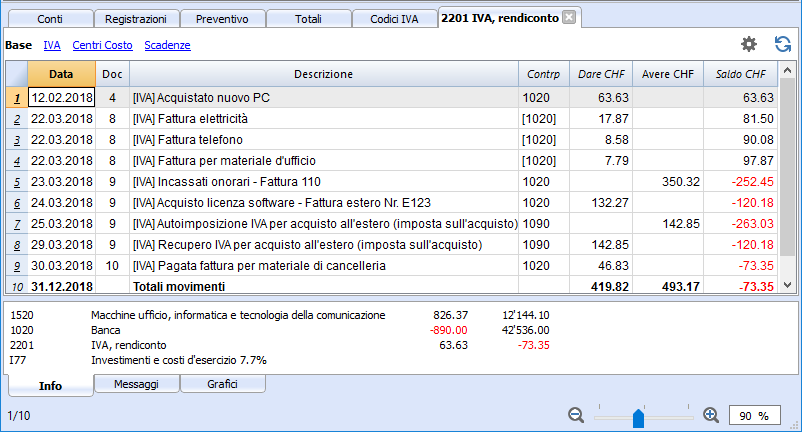 Conti Registrazioni Preventivo Totali Codici IVA 2201 IVA, rendiconto
Base IVA Centri Costo Scadenze
Data Doc Descrizione Contrp Dare CHF Avere CHF Saldo CHF
1 12.02.2018 4 [IVA] Acquistato nuovo PC 1020 63.63 63.63
2 22.03.2018 8 [IVA] Fattura elettricità [1020] 17.87 81.50
3 22.03.2018 8 [IVA] Fattura telefono [1020] 8.58 90.08
4 22.03.2018 8 [IVA] Fattura per materiale d'ufficio [1020] 7.79 97.87
5 23.03.2018 9 [IVA] Incassati onorari - Fattura 110 1020 350.32 -252.45
6 24.03.2018 9 [IVA] Acquisto licenza software - Fattura estero Nr. E123 1020 132.27 -120.18
7 25.03.2018 9 [IVA] Autoimposizione IVA per acquisto all'estero (imposta sull'acquisto) 1090 142.85 -263.03
8 29.03.2018 9 [IVA] Recupero IVA per acquisto all'estero (imposta sull'acquisto) 1090 142.85 -120.18
9 30.03.2018 10 [IVA] Pagata fattura per materiale di cancelleria 1020 46.83 -73.35
10 31.12.2018 Totali movimenti 419.82 493.17 -73.35
1520 Macchine ufficio, informatica e tecnologia della comunicazione 826.37 12'144.10
1020 Banca -890.00 42'536.00
2201 IVA, rendiconto 63.63 -73.35
I77 Investimenti e costi d'esercizio 7.7%
Info Messaggi Grafici
1/10 90 %